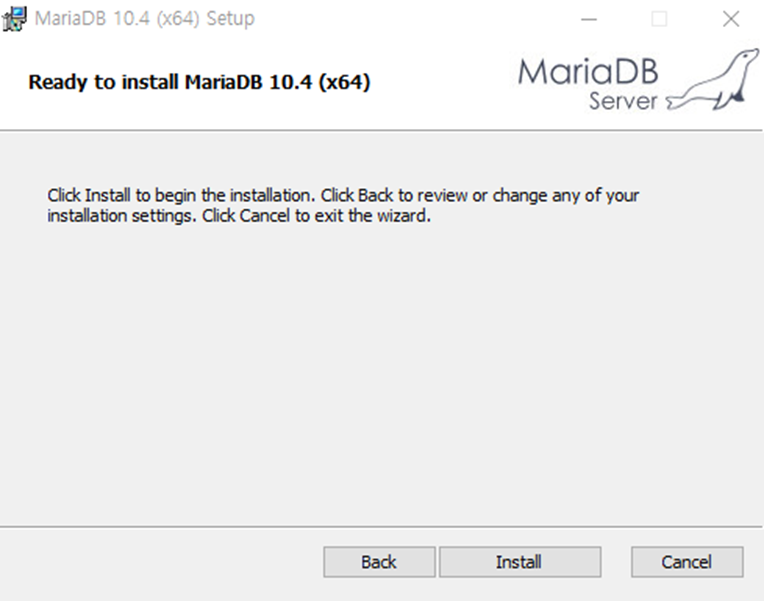 MariaDB 10.4 (x64) Setup
Ready to install MariaDB 10.4 (x64)
MariaDB
Server
Click Install to begin the installation. Click Back to review or change any of your
installation settings. Click Cancel to exit the wizard.
Back
Install
Cancel